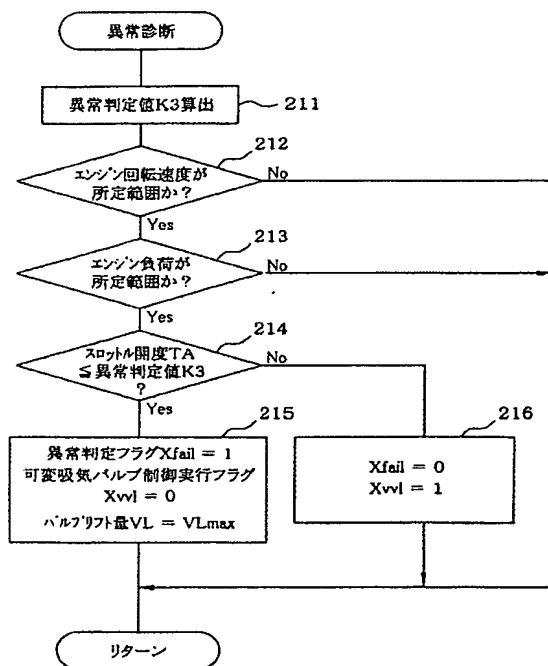 異常診断
異常判定値K3算出
211
212
エンジン回転速度が
所定範囲か?
No
Yes
213
エンジン負荷が
所定範囲か?
No
Yes
214
スロットル開度TA
≦異常判定値K3
?
No
Yes
215
異常判定フラグXfail = 1
可変吸気バルブ制御実行フラグ
Xvvl = 0
バルブリフト量VL = VLmax
216
Xfail = 0
Xvvl = 1
リターン